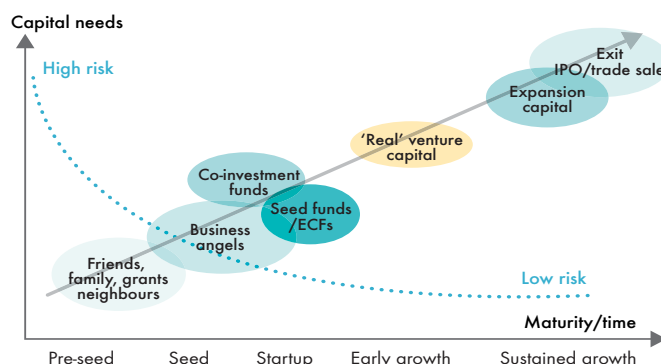 Capital needs
High risk
Exit
IPO/trade sale
Expansion
capital
‘Real’ venture
capital
Co-investment
funds
Seed funds
/ECFs
Business
angels
Friends,
family, grants
neighbours
Low risk
Maturity/time
Pre-seed
Seed
Startup
Early growth
Sustained growth